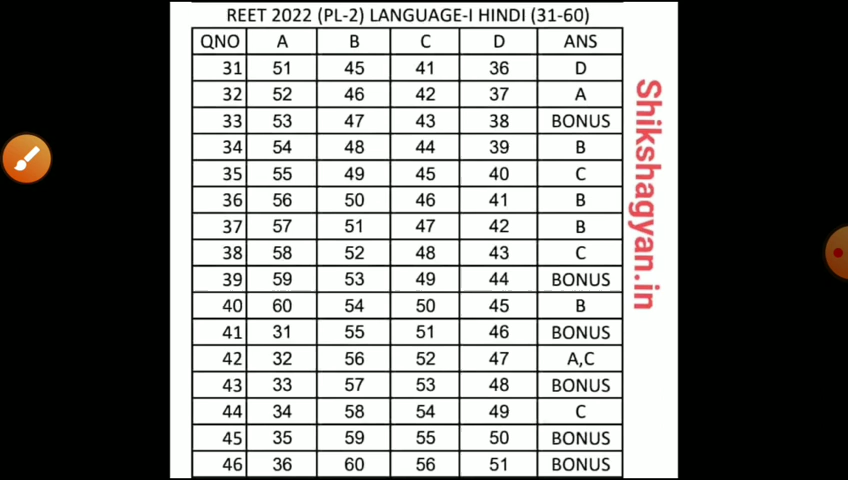 REET 2022 (PL-2) LANGUAGE-I HINDI (31-60)
QNO A B C D ANS
31 51 45 41 36 D
32 52 46 42 37 A
33 53 47 43 38 BONUS
34 54 48 44 39 B
35 55 49 45 40 C
36 56 50 46 41 B
37 57 51 47 42 B
38 58 52 48 43 C
39 59 53 49 44 BONUS
40 60 54 50 45 B
41 31 55 51 46 BONUS
42 32 56 52 47 A,C
43 33 57 53 48 BONUS
44 34 58 54 49 C
45 35 59 55 50 BONUS
46 36 60 56 51 BONUS
Shikshagyan.in